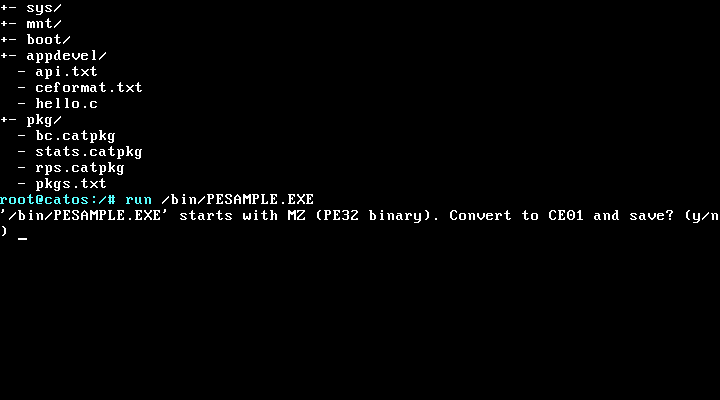 +- sys/
+- mnt/
+- boot/
+- appdevel/
  - api.txt
  - ceformat.txt
  - hello.c
+- pkg/
  - bc.catpkg
  - stats.catpkg
  - rps.catpkg
  - pkgs.txt
root@catos:/# run /bin/PESAMPLE.EXE
'/bin/PESAMPLE.EXE' starts with MZ (PE32 binary). Convert to CE01 and save? (y/n
) _